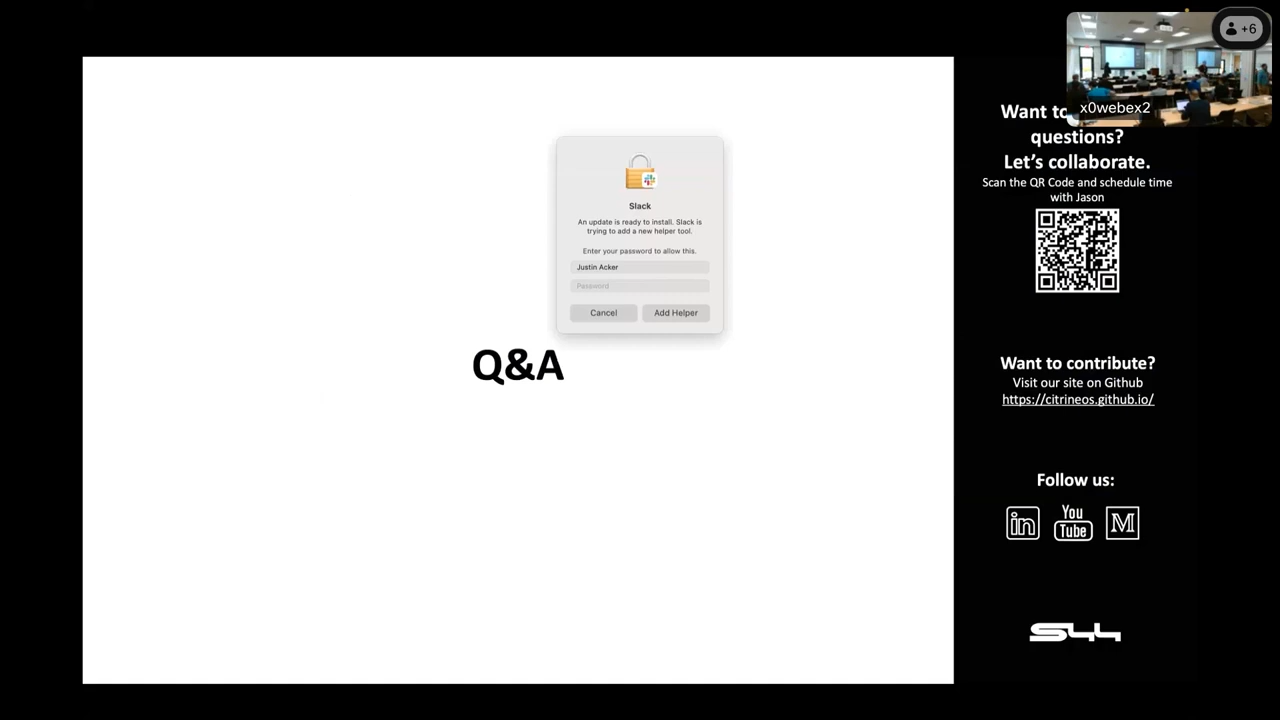 +6
x0webex2
Want to
questions?
Let's collaborate.
Scan the QR Code and schedule time
with Jason
Slack
An update is ready to install. Slack is
trying to add a new helper tool.
Enter your password to allow this.
Justin Acker
Password
Cancel
Add Helper
Q&A
Want to contribute?
Visit our site on Github
https://citrineos.github.io/
Follow us:
in
You
Tube
M
S44